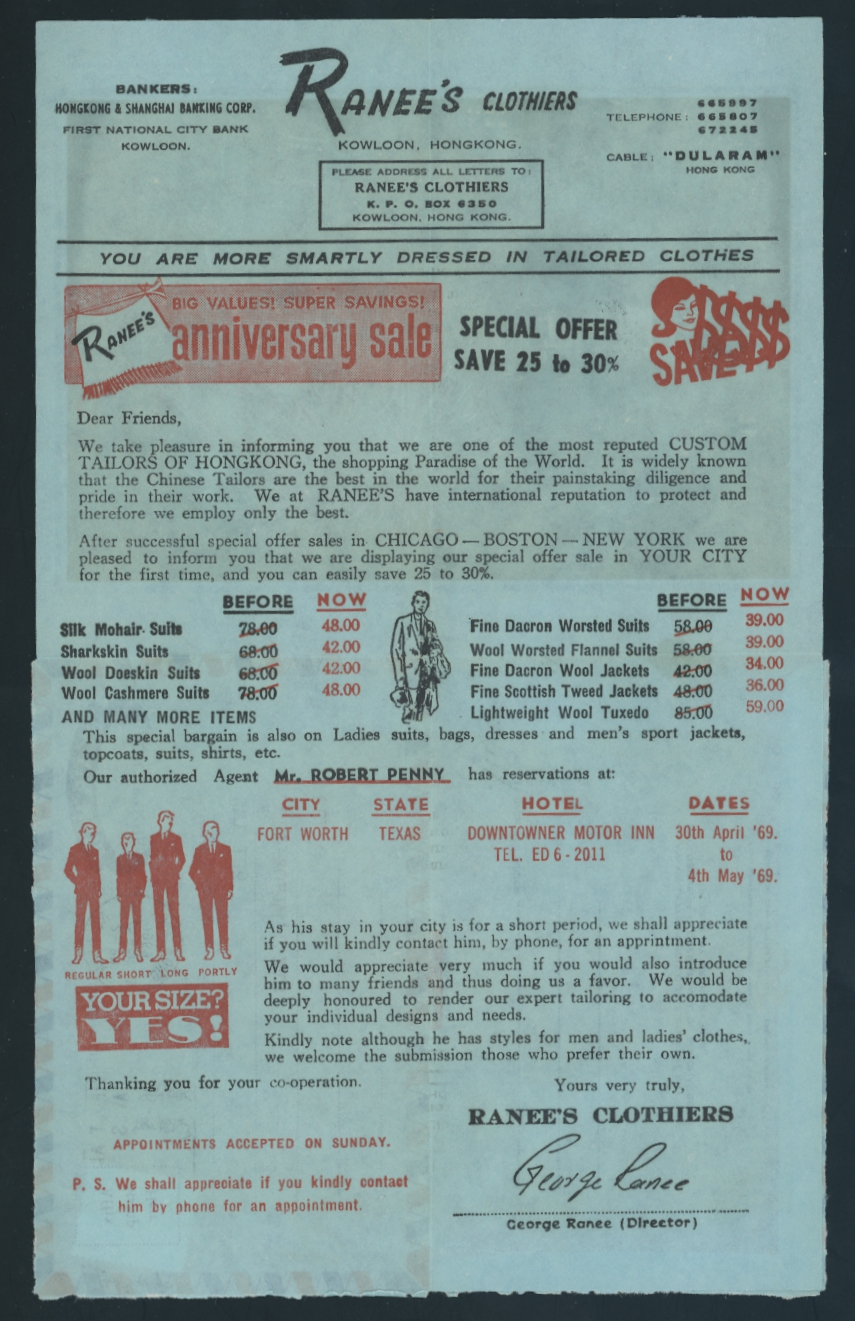 BANKERS:
HONGKONG & SHANGHAI BANKING CORP.
FIRST NATIONAL CITY BANK
KOWLOON.
RANEE'S CLOTHIERS
KOWLOON, HONGKONG.
PLEASE ADDRESS ALL LETTERS TO:
RANEE'S CLOTHIERS
K. P. O. BOX 6350
KOWLOON, HONG KONG.
665997
TELEPHONE: 665807
672245
CABLE: "DULARAM"
HONG KONG
YOU ARE MORE SMARTLY DRESSED IN TAILORED CLOTHES
RANEE'S
BIG VALUES! SUPER SAVINGS!
anniversary sale
SPECIAL OFFER
SAVE 25 to 30%
$$$$$
SAVE
Dear Friends,
We take pleasure in informing you that we are one of the most reputed CUSTOM
TAILORS OF HONGKONG, the shopping Paradise of the World. It is widely known
that the Chinese Tailors are the best in the world for their painstaking diligence and
pride in their work. We at RANEE'S have international reputation to protect and
therefore we employ only the best.
After successful special offer sales in CHICAGO — BOSTON — NEW YORK we are
pleased to inform you that we are displaying our special offer sale in YOUR CITY
for the first time, and you can easily save 25 to 30%.
BEFORE NOW
Silk Mohair Suits 78.00 48.00
Sharkskin Suits 68.00 42.00
Wool Doeskin Suits 68.00 42.00
Wool Cashmere Suits 78.00 48.00
AND MANY MORE ITEMS
BEFORE NOW
Fine Dacron Worsted Suits 58.00 39.00
Wool Worsted Flannel Suits 58.00 39.00
Fine Dacron Wool Jackets 42.00 34.00
Fine Scottish Tweed Jackets 48.00 36.00
Lightweight Wool Tuxedo 85.00 59.00
This special bargain is also on Ladies suits, bags, dresses and men's sport jackets,
topcoats, suits, shirts, etc.
Our authorized Agent Mr. ROBERT PENNY has reservations at:
CITY STATE HOTEL DATES
FORT WORTH TEXAS DOWNTOWNER MOTOR INN 30th April '69.
TEL. ED 6 - 2011 to
4th May '69.
REGULAR SHORT LONG PORTLY
YOUR SIZE?
YES!
As his stay in your city is for a short period, we shall appreciate
if you will kindly contact him, by phone, for an apprintment.
We would appreciate very much if you would also introduce
him to many friends and thus doing us a favor. We would be
deeply honoured to render our expert tailoring to accomodate
your individual designs and needs.
Kindly note although he has styles for men and ladies' clothes,
we welcome the submission those who prefer their own.
Thanking you for your co-operation.
Yours very truly,
RANEE'S CLOTHIERS
APPOINTMENTS ACCEPTED ON SUNDAY.
P. S. We shall appreciate if you kindly contact
him by phone for an appointment.
George Ranee
George Ranee (Director)